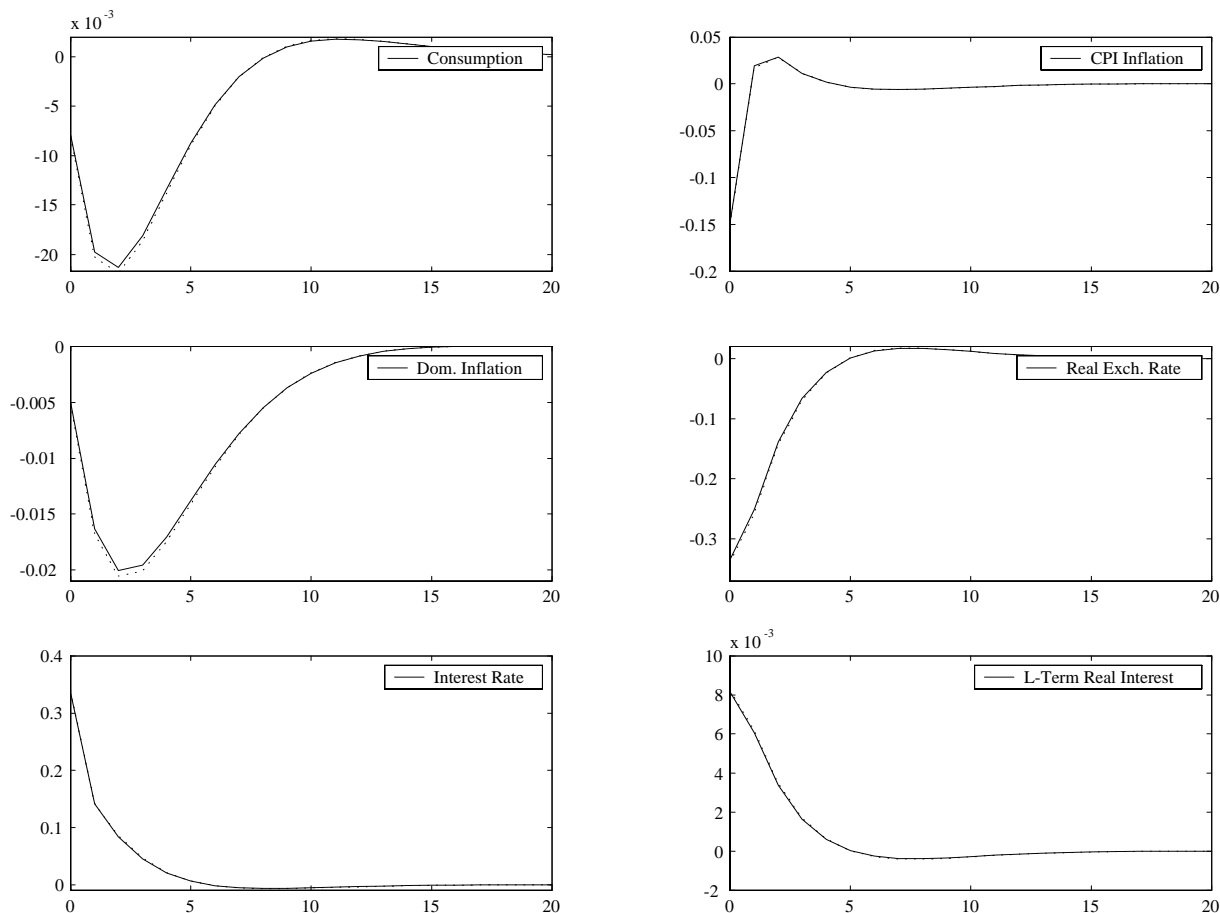 x 10 -3
0
-5
-10
-15
-20
0 5 10 15 20
Consumption
0.05
0
-0.05
-0.1
-0.15
-0.2
0 5 10 15 20
CPI Inflation
0
-0.005
-0.01
-0.015
-0.02
0 5 10 15 20
Dom. Inflation
0
-0.1
-0.2
-0.3
0 5 10 15 20
Real Exch. Rate
0.4
0.3
0.2
0.1
0
0 5 10 15 20
Interest Rate
x 10 -3
10
8
6
4
2
0
-2
0 5 10 15 20
L-Term Real Interest